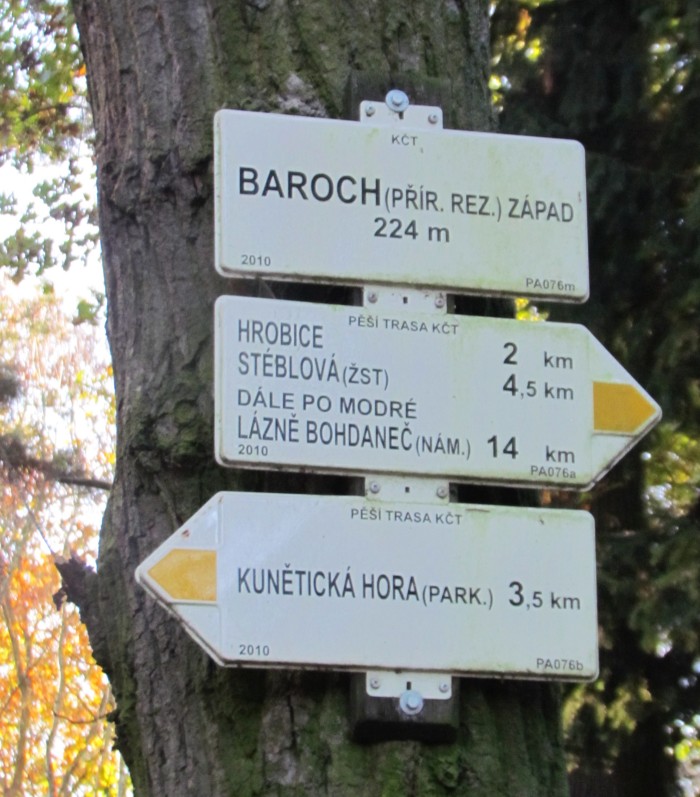 KČT
BAROCH (PŘÍR. REZ.) ZÁPAD
224 m
2010 PA076m
PĚŠÍ TRASA KČT
HROBICE 2 km
STÉBLOVÁ (ŽST) 4,5 km
DÁLE PO MODRÉ
LÁZNĚ BOHDANEČ (NÁM.) 14 km
2010 PA076a
PĚŠÍ TRASA KČT
KUNĚTICKÁ HORA (PARK.) 3,5 km
2010 PA076b